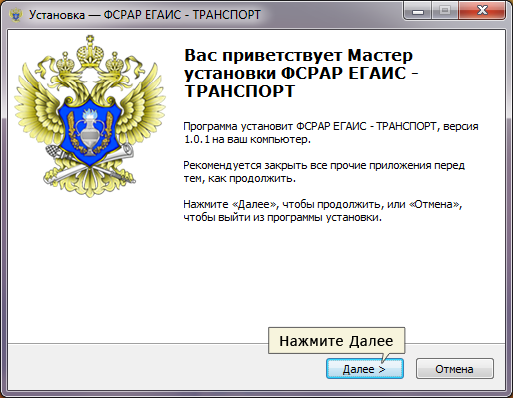 Установка — ФСРАР ЕГАИС - ТРАНСПОРТ
Вас приветствует Мастер
установки ФСРАР ЕГАИС -
ТРАНСПОРТ
Программа установит ФСРАР ЕГАИС - ТРАНСПОРТ, версия
1.0.1 на ваш компьютер.
Рекомендуется закрыть все прочие приложения перед
тем, как продолжить.
Нажмите «Далее», чтобы продолжить, или «Отмена»,
чтобы выйти из программы установки.
Нажмите Далее
Далее >
Отмена